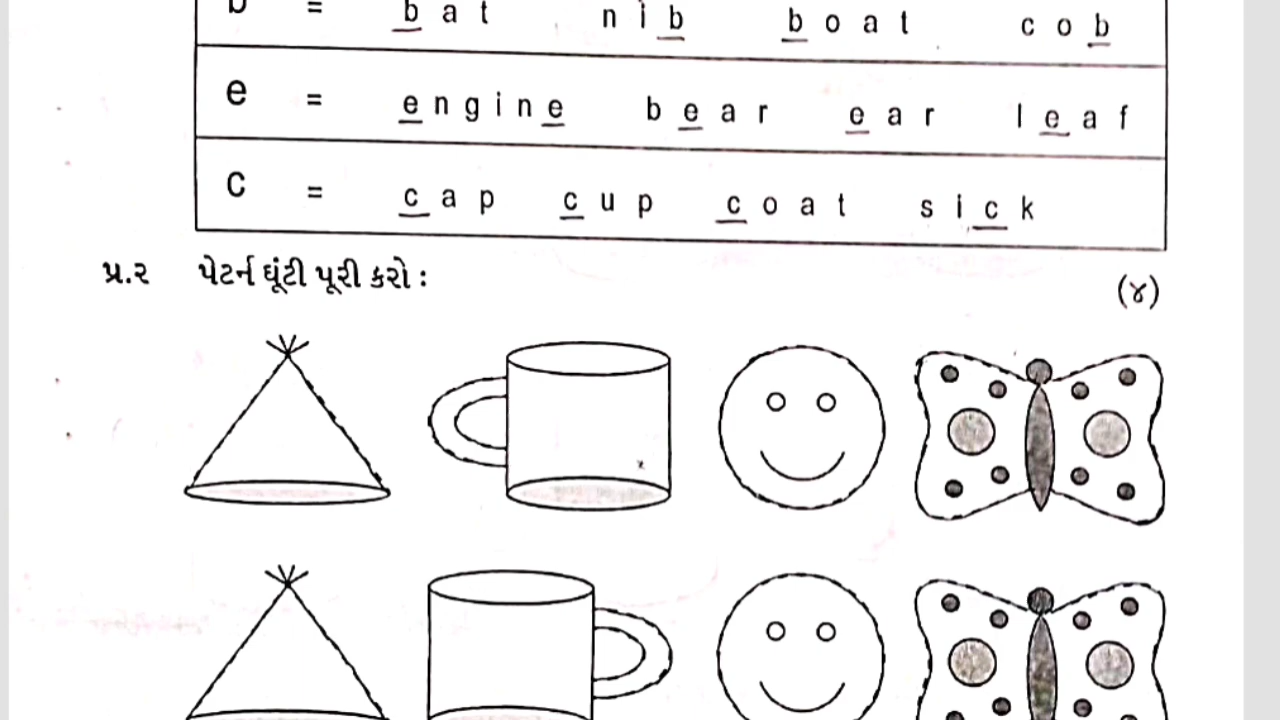 b = bat nib boat cob
e = engine bear ear leaf
c = cap cup coat sick
પ્ર.૨ પેટર્ન ઘૂંટી પૂરી કરો : (૪)